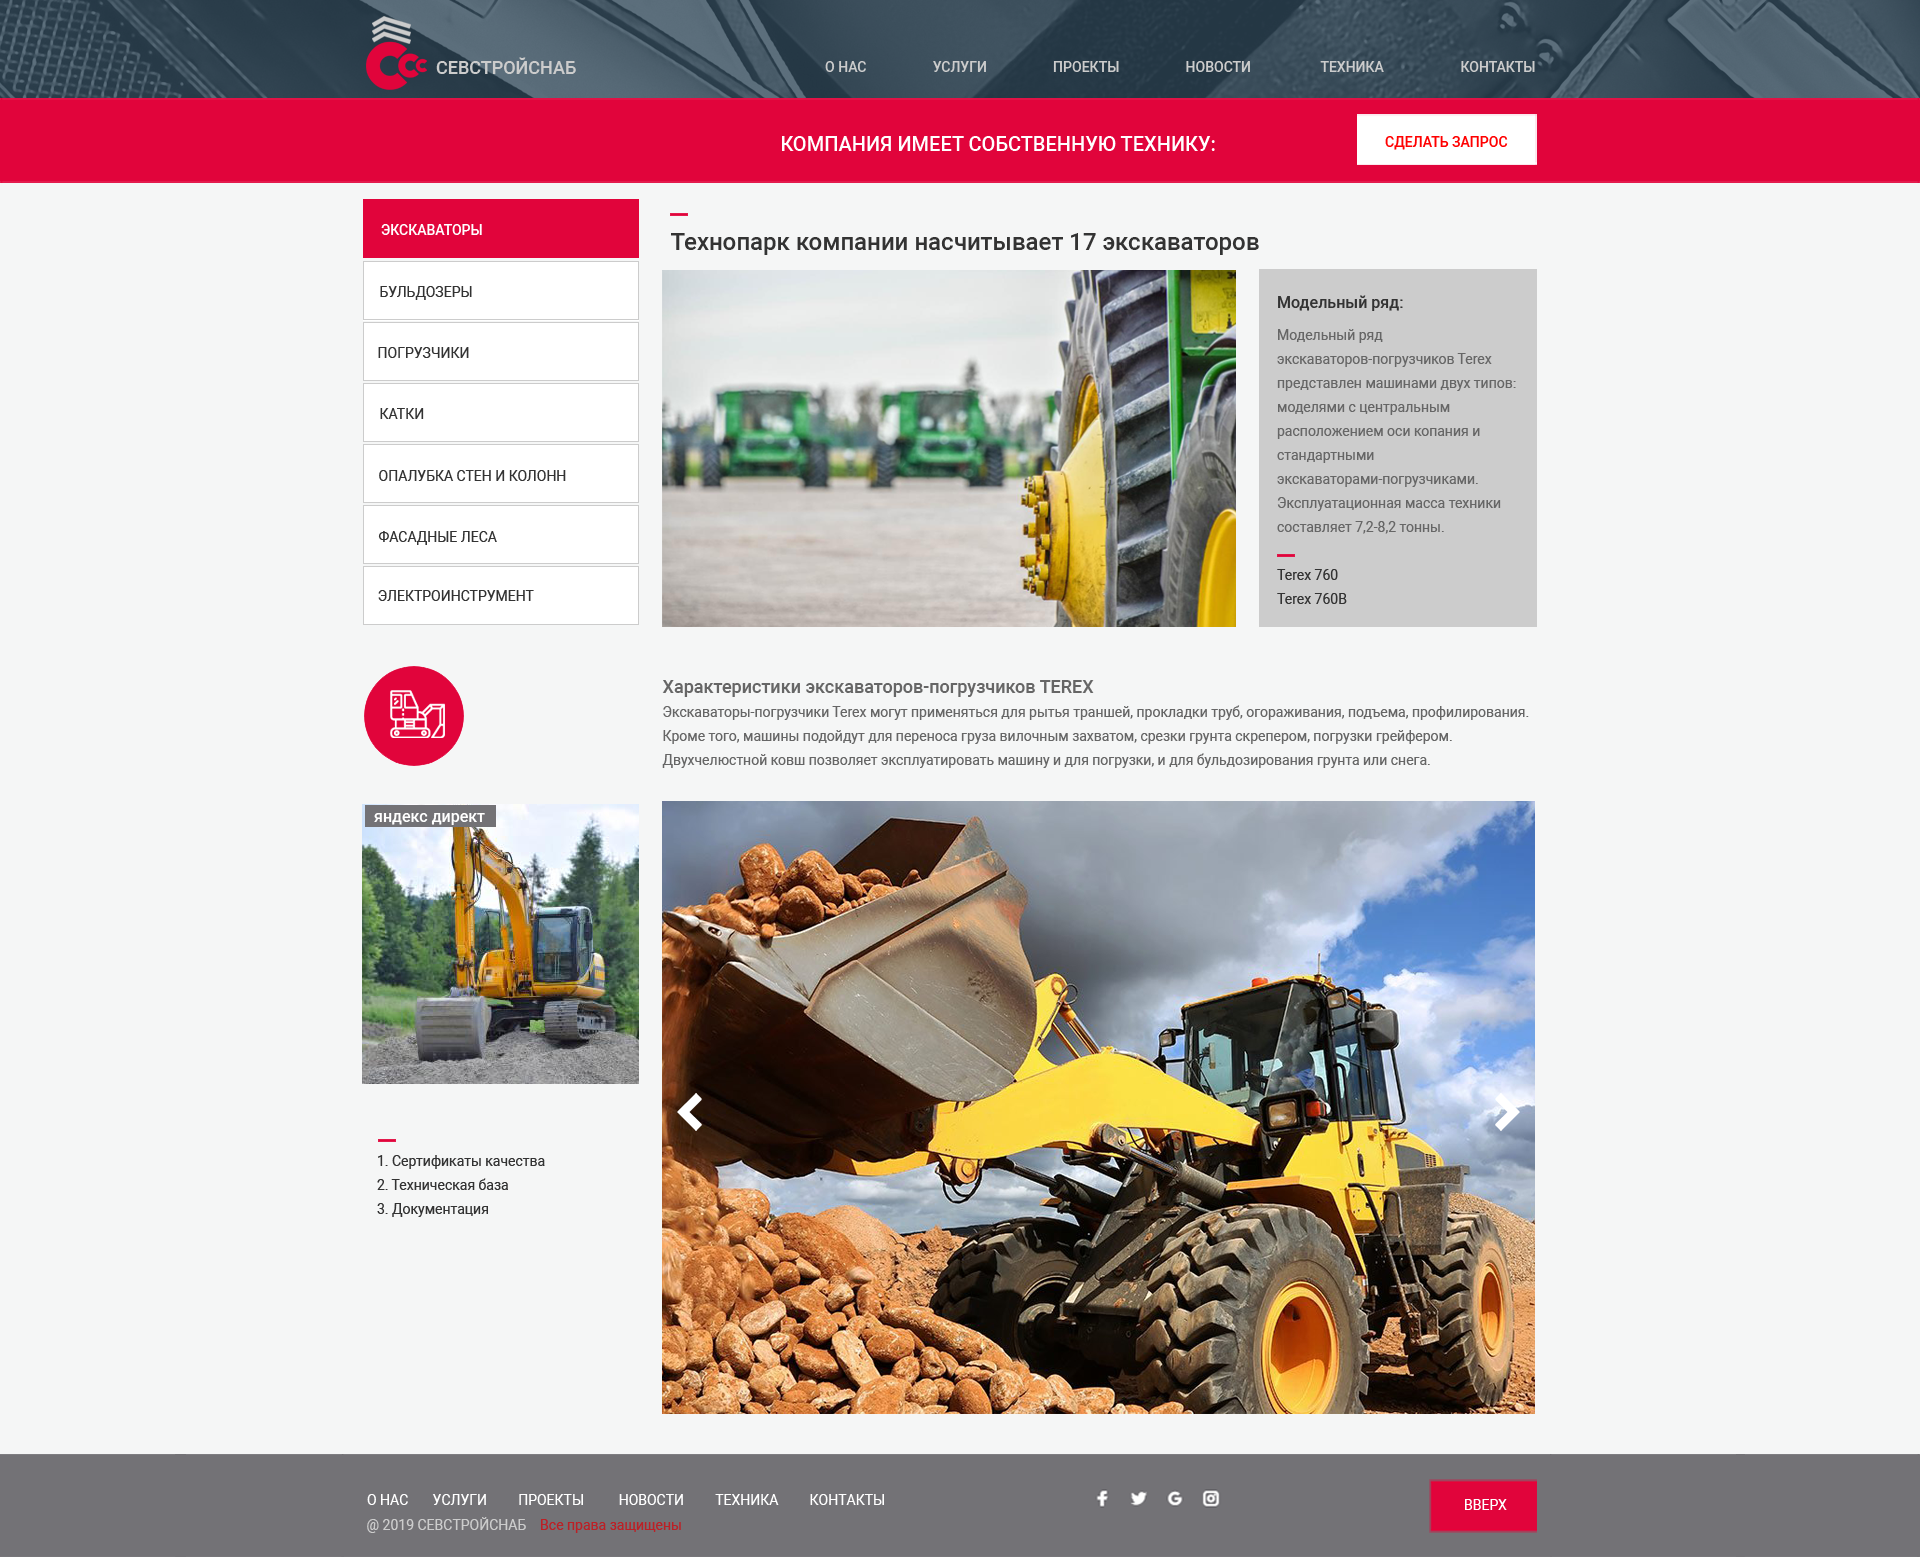 СЕВСТРОЙСНАБ
О НАС УСЛУГИ ПРОЕКТЫ НОВОСТИ ТЕХНИКА КОНТАКТЫ
КОМПАНИЯ ИМЕЕТ СОБСТВЕННУЮ ТЕХНИКУ:
СДЕЛАТЬ ЗАПРОС
ЭКСКАВАТОРЫ
БУЛЬДОЗЕРЫ
ПОГРУЗЧИКИ
КАТКИ
ОПАЛУБКА СТЕН И КОЛОНН
ФАСАДНЫЕ ЛЕСА
ЭЛЕКТРОИНСТРУМЕНТ
Технопарк компании насчитывает 17 экскаваторов
Модельный ряд:
Модельный ряд
экскаваторов-погрузчиков Terex
представлен машинами двух типов:
моделями с центральным
расположением оси копания и
стандартными
экскаваторами-погрузчиками.
Эксплуатационная масса техники
составляет 7,2-8,2 тонны.
Terex 760
Terex 760B
Характеристики экскаваторов-погрузчиков TEREX
Экскаваторы-погрузчики Terex могут применяться для рытья траншей, прокладки труб, огораживания, подъема, профилирования.
Кроме того, машины подойдут для переноса груза вилочным захватом, срезки грунта скрепером, погрузки грейфером.
Двухчелюстной ковш позволяет эксплуатировать машину и для погрузки, и для бульдозирования грунта или снега.
яндекс директ
1. Сертификаты качества
2. Техническая база
3. Документация
О НАС УСЛУГИ ПРОЕКТЫ НОВОСТИ ТЕХНИКА КОНТАКТЫ
@ 2019 СЕВСТРОЙСНАБ Все права защищены
ВВЕРХ